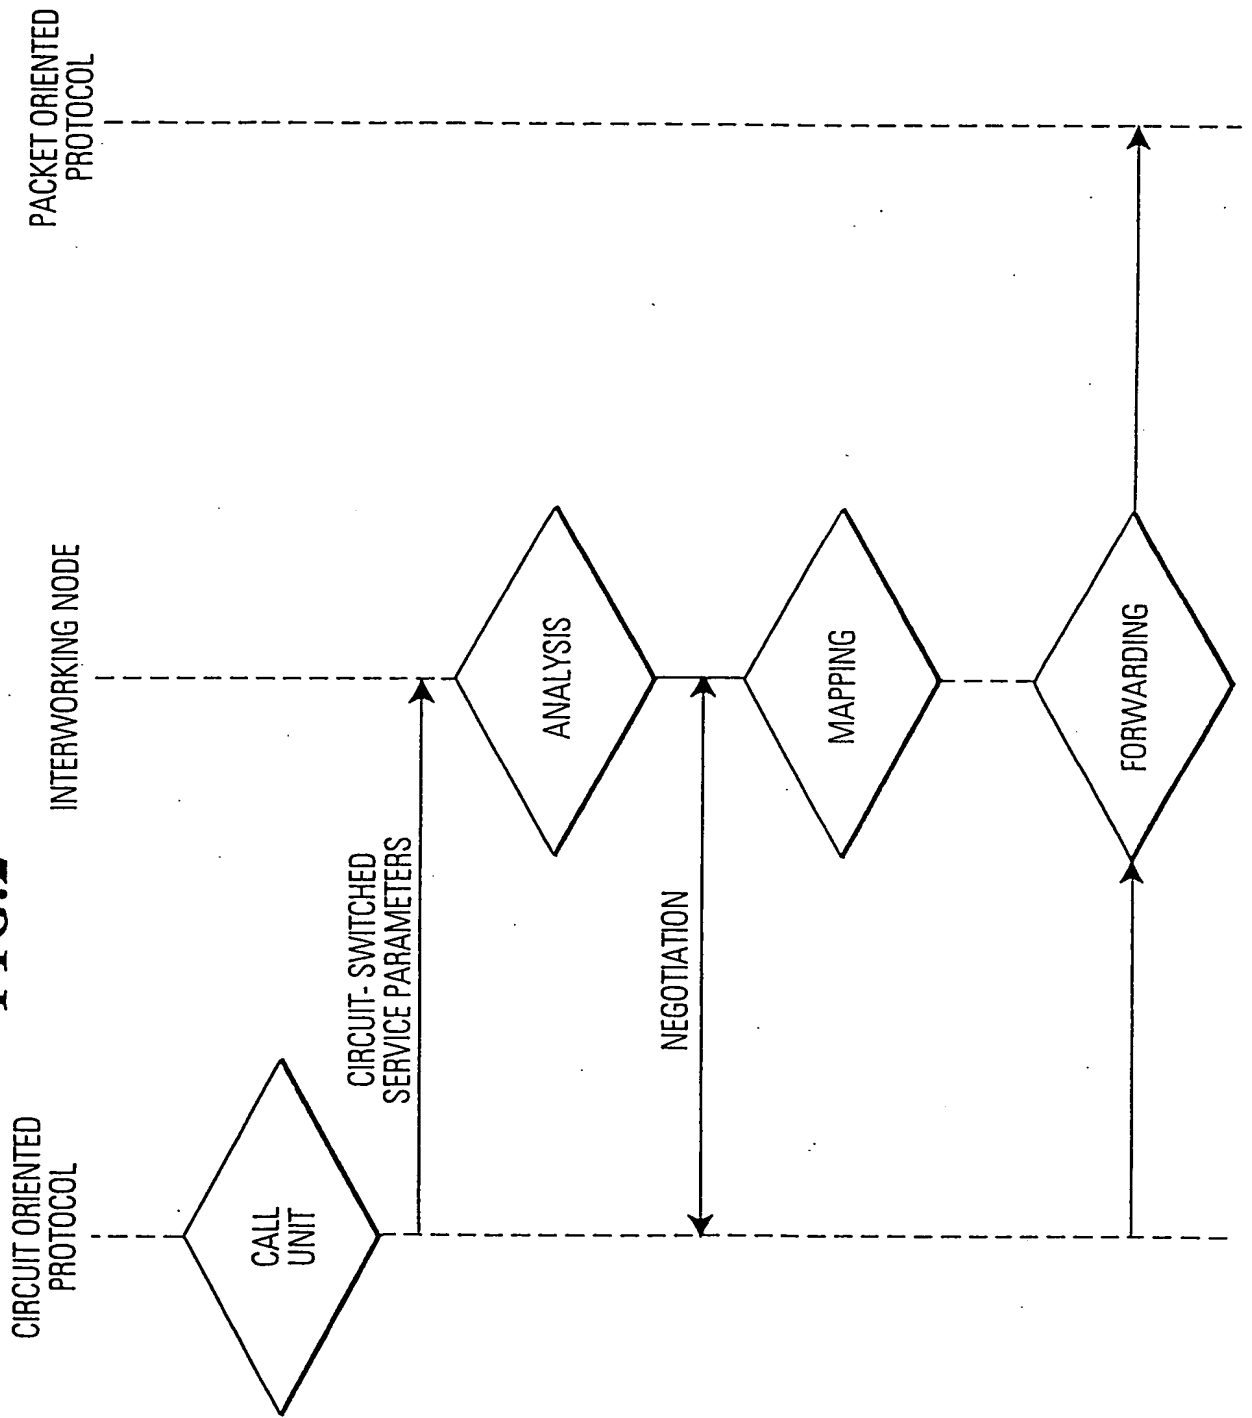 CIRCUIT ORIENTED
PROTOCOL
INTERWORKING NODE
PACKET ORIENTED
PROTOCOL
CALL
UNIT
CIRCUIT- SWITCHED
SERVICE PARAMETERS
ANALYSIS
NEGOTIATION
MAPPING
FORWARDING